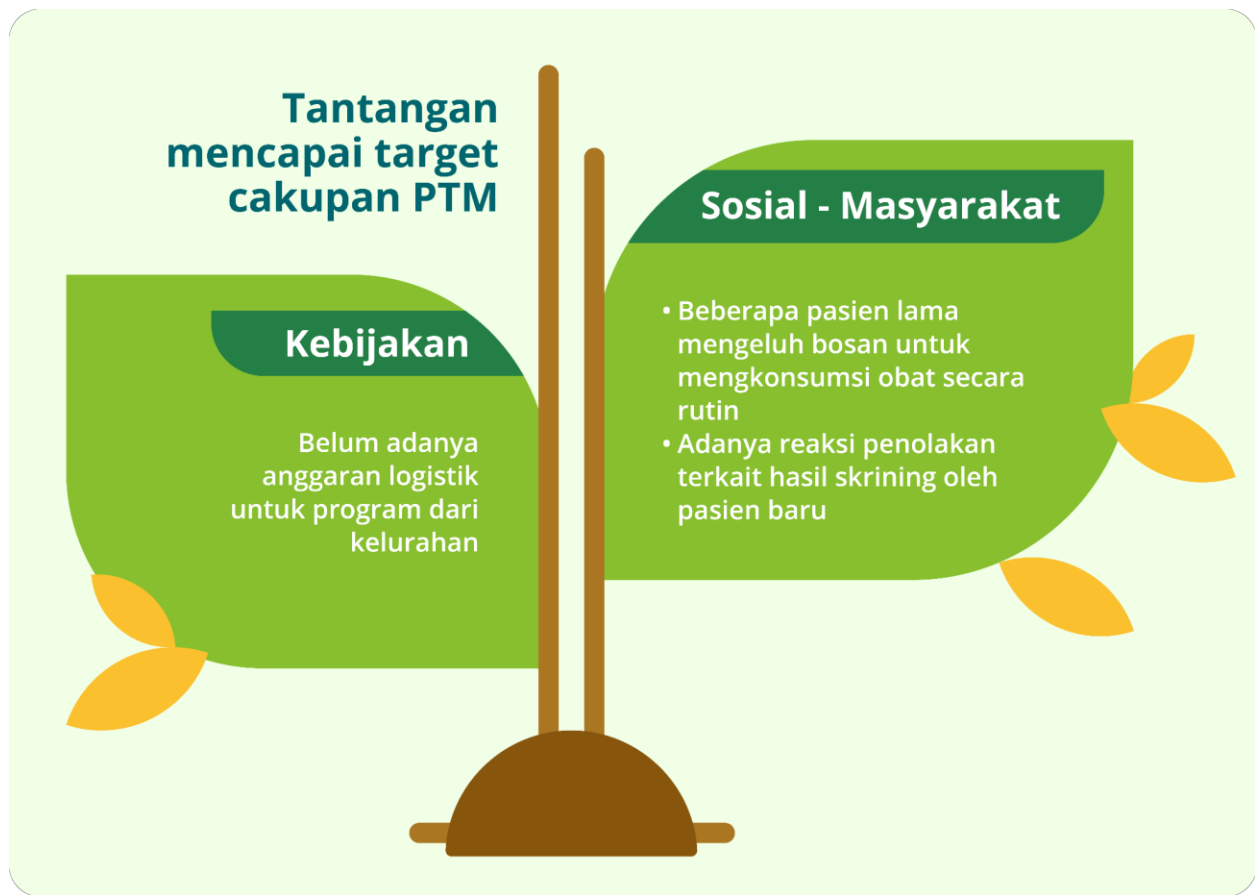 Tantangan
mencapai target
cakupan PTM
Kebijakan
Belum adanya
anggaran logistik
untuk program dari
kelurahan
Sosial - Masyarakat
• Beberapa pasien lama
mengeluh bosan untuk
mengkonsumsi obat secara
rutin
• Adanya reaksi penolakan
terkait hasil skrining oleh
pasien baru